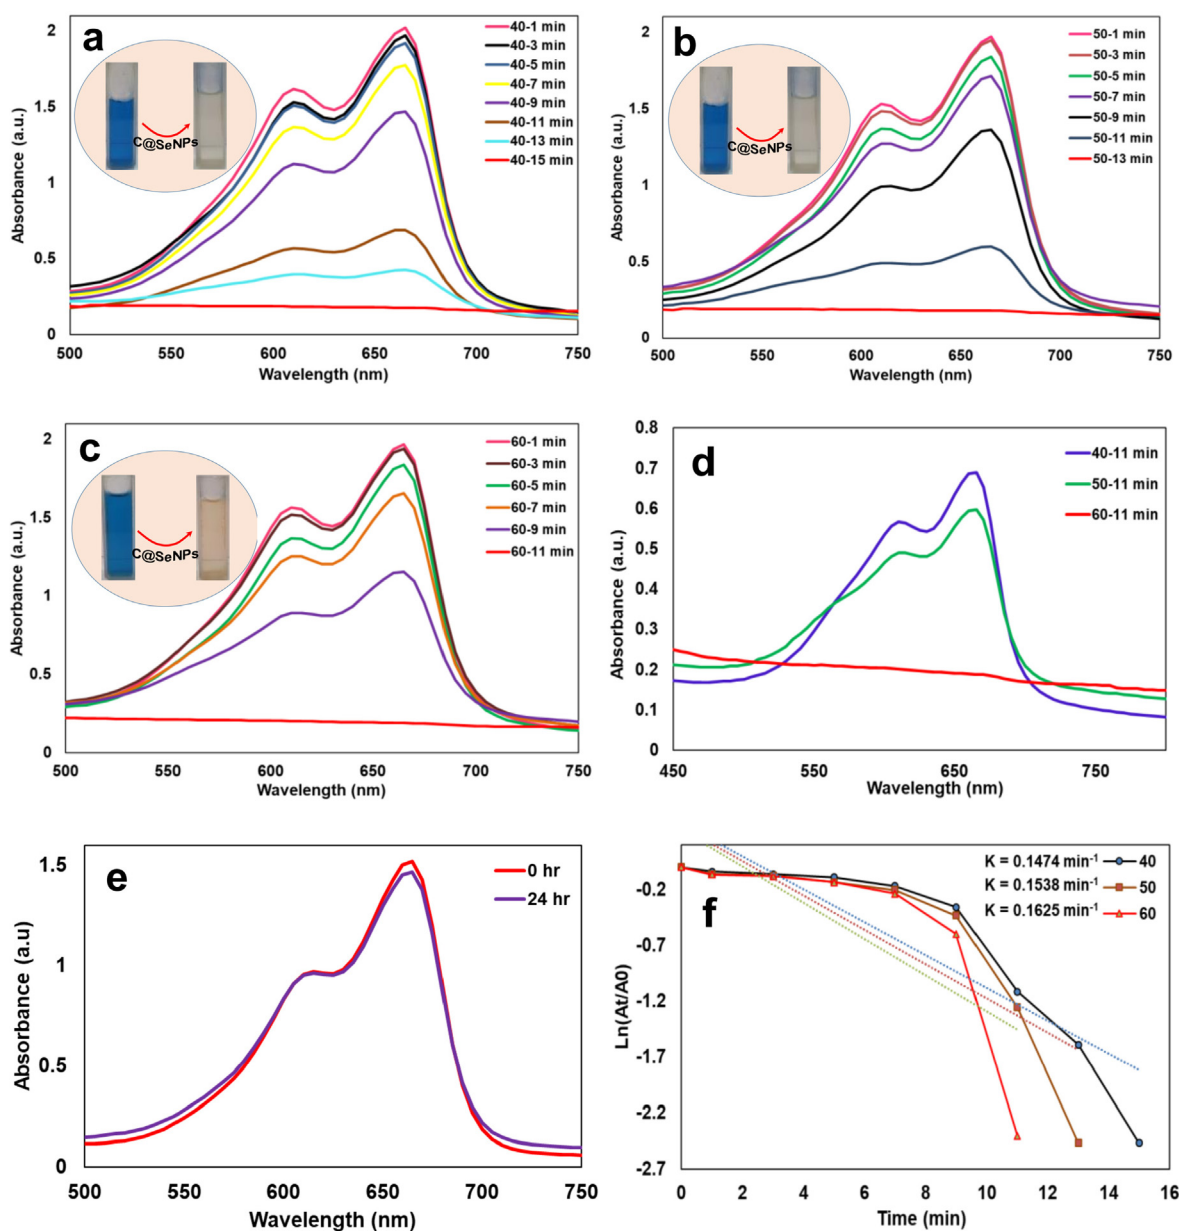 a
C@SeNPs
40-1 min
40-3 min
40-5 min
40-7 min
40-9 min
40-11 min
40-13 min
40-15 min
Absorbance (a.u.)
2
1.5
1
0.5
0
500 550 600 650 700 750
Wavelength (nm)
b
C@SeNPs
50-1 min
50-3 min
50-5 min
50-7 min
50-9 min
50-11 min
50-13 min
Absorbance (a.u.)
2
1.5
1
0.5
0
500 550 600 650 700 750
Wavelength (nm)
c
C@SeNPs
60-1 min
60-3 min
60-5 min
60-7 min
60-9 min
60-11 min
Absorbance (a.u.)
2
1.5
1
0.5
0
500 550 600 650 700 750
Wavelength (nm)
d
40-11 min
50-11 min
60-11 min
Absorbance (a.u.)
0.8
0.7
0.6
0.5
0.4
0.3
0.2
0.1
0
450 550 650 750
Wavelength (nm)
e
0 hr
24 hr
Absorbance (a.u)
1.5
1
0.5
0
500 550 600 650 700 750
Wavelength (nm)
f
K = 0.1474 min⁻¹ 40
K = 0.1538 min⁻¹ 50
K = 0.1625 min⁻¹ 60
Ln(At/A0)
-0.2
-0.7
-1.2
-1.7
-2.2
-2.7
0 2 4 6 8 10 12 14 16
Time (min)